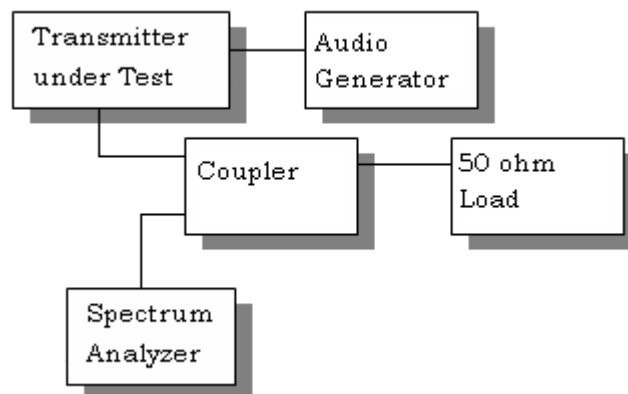 Transmitter
under Test
Audio
Generator
Coupler
50 ohm
Load
Spectrum
Analyzer